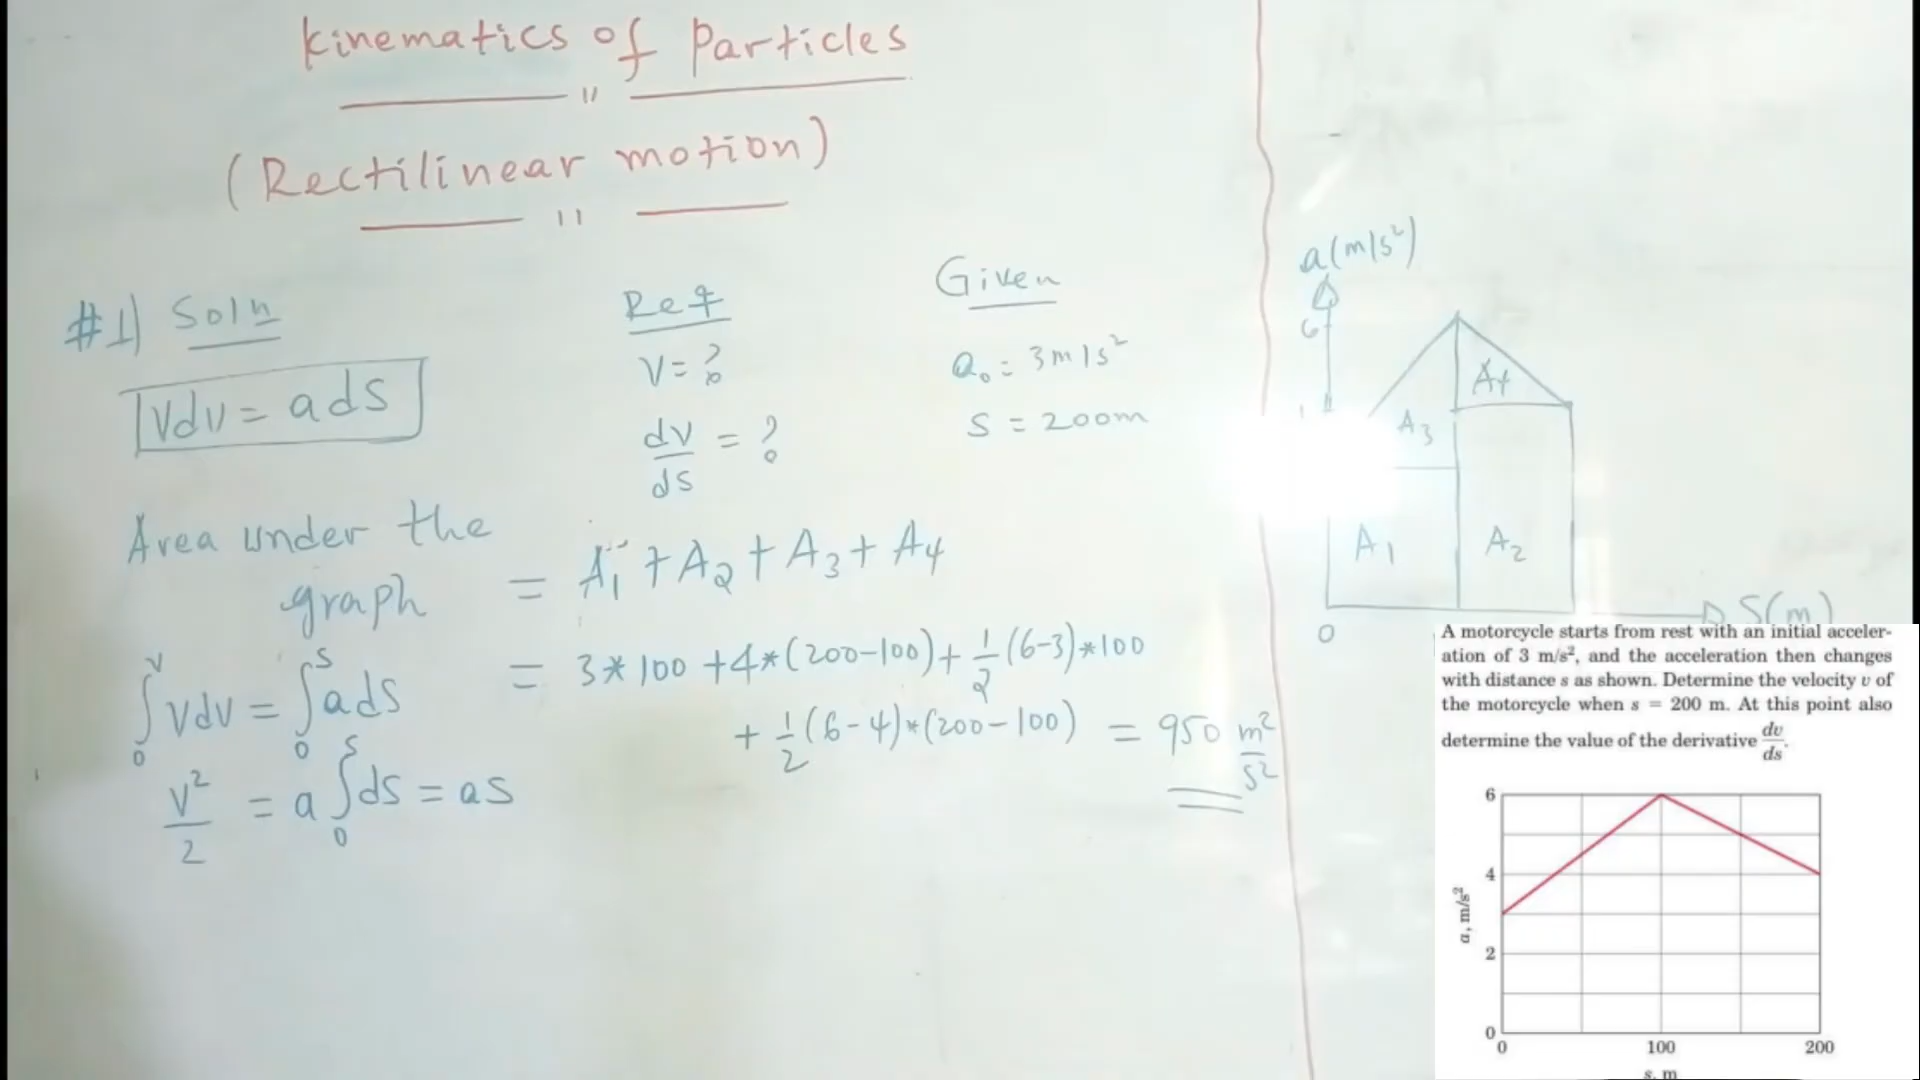 Kinematics of Particles
"
(Rectilinear motion)
"
#1) Soln
Req
Given
vdv = ads
V = ?
a₀ = 3m/s²
dv/ds = ?
S = 200m
Area under the
graph = A₁ + A₂ + A₃ + A₄
∫₀ᵛ vdv = ∫₀ˢ ads
= 3*100 + 4*(200-100) + 1/2 (6-3)*100
+ 1/2 (6-4)*(200-100) = 950 m²/s²
v²/2 = a ∫₀ˢ ds = as
a(m/s²)
6
A₄
A₃
A₁
A₂
0
S(m)
A motorcycle starts from rest with an initial acceler-
ation of 3 m/s², and the acceleration then changes
with distance s as shown. Determine the velocity v of
the motorcycle when s = 200 m. At this point also
determine the value of the derivative dv/ds.
6
4
2
0
a, m/s²
0 100 200
s, m